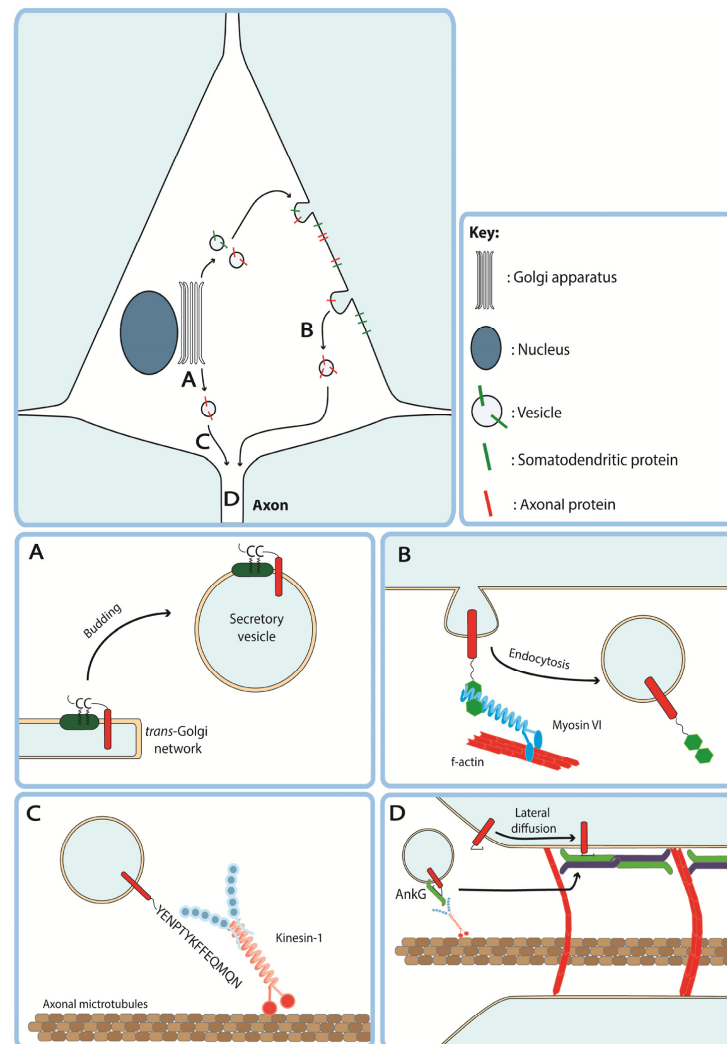 B
A
C
D
Axon
Key:
: Golgi apparatus
: Nucleus
: Vesicle
: Somatodendritic protein
: Axonal protein
A
CC
Budding
Secretory
vesicle
CC
trans-Golgi
network
B
Endocytosis
Myosin VI
f-actin
C
YENPTYKFFEQMQN
Kinesin-1
Axonal microtubules
D
Lateral
diffusion
AnkG